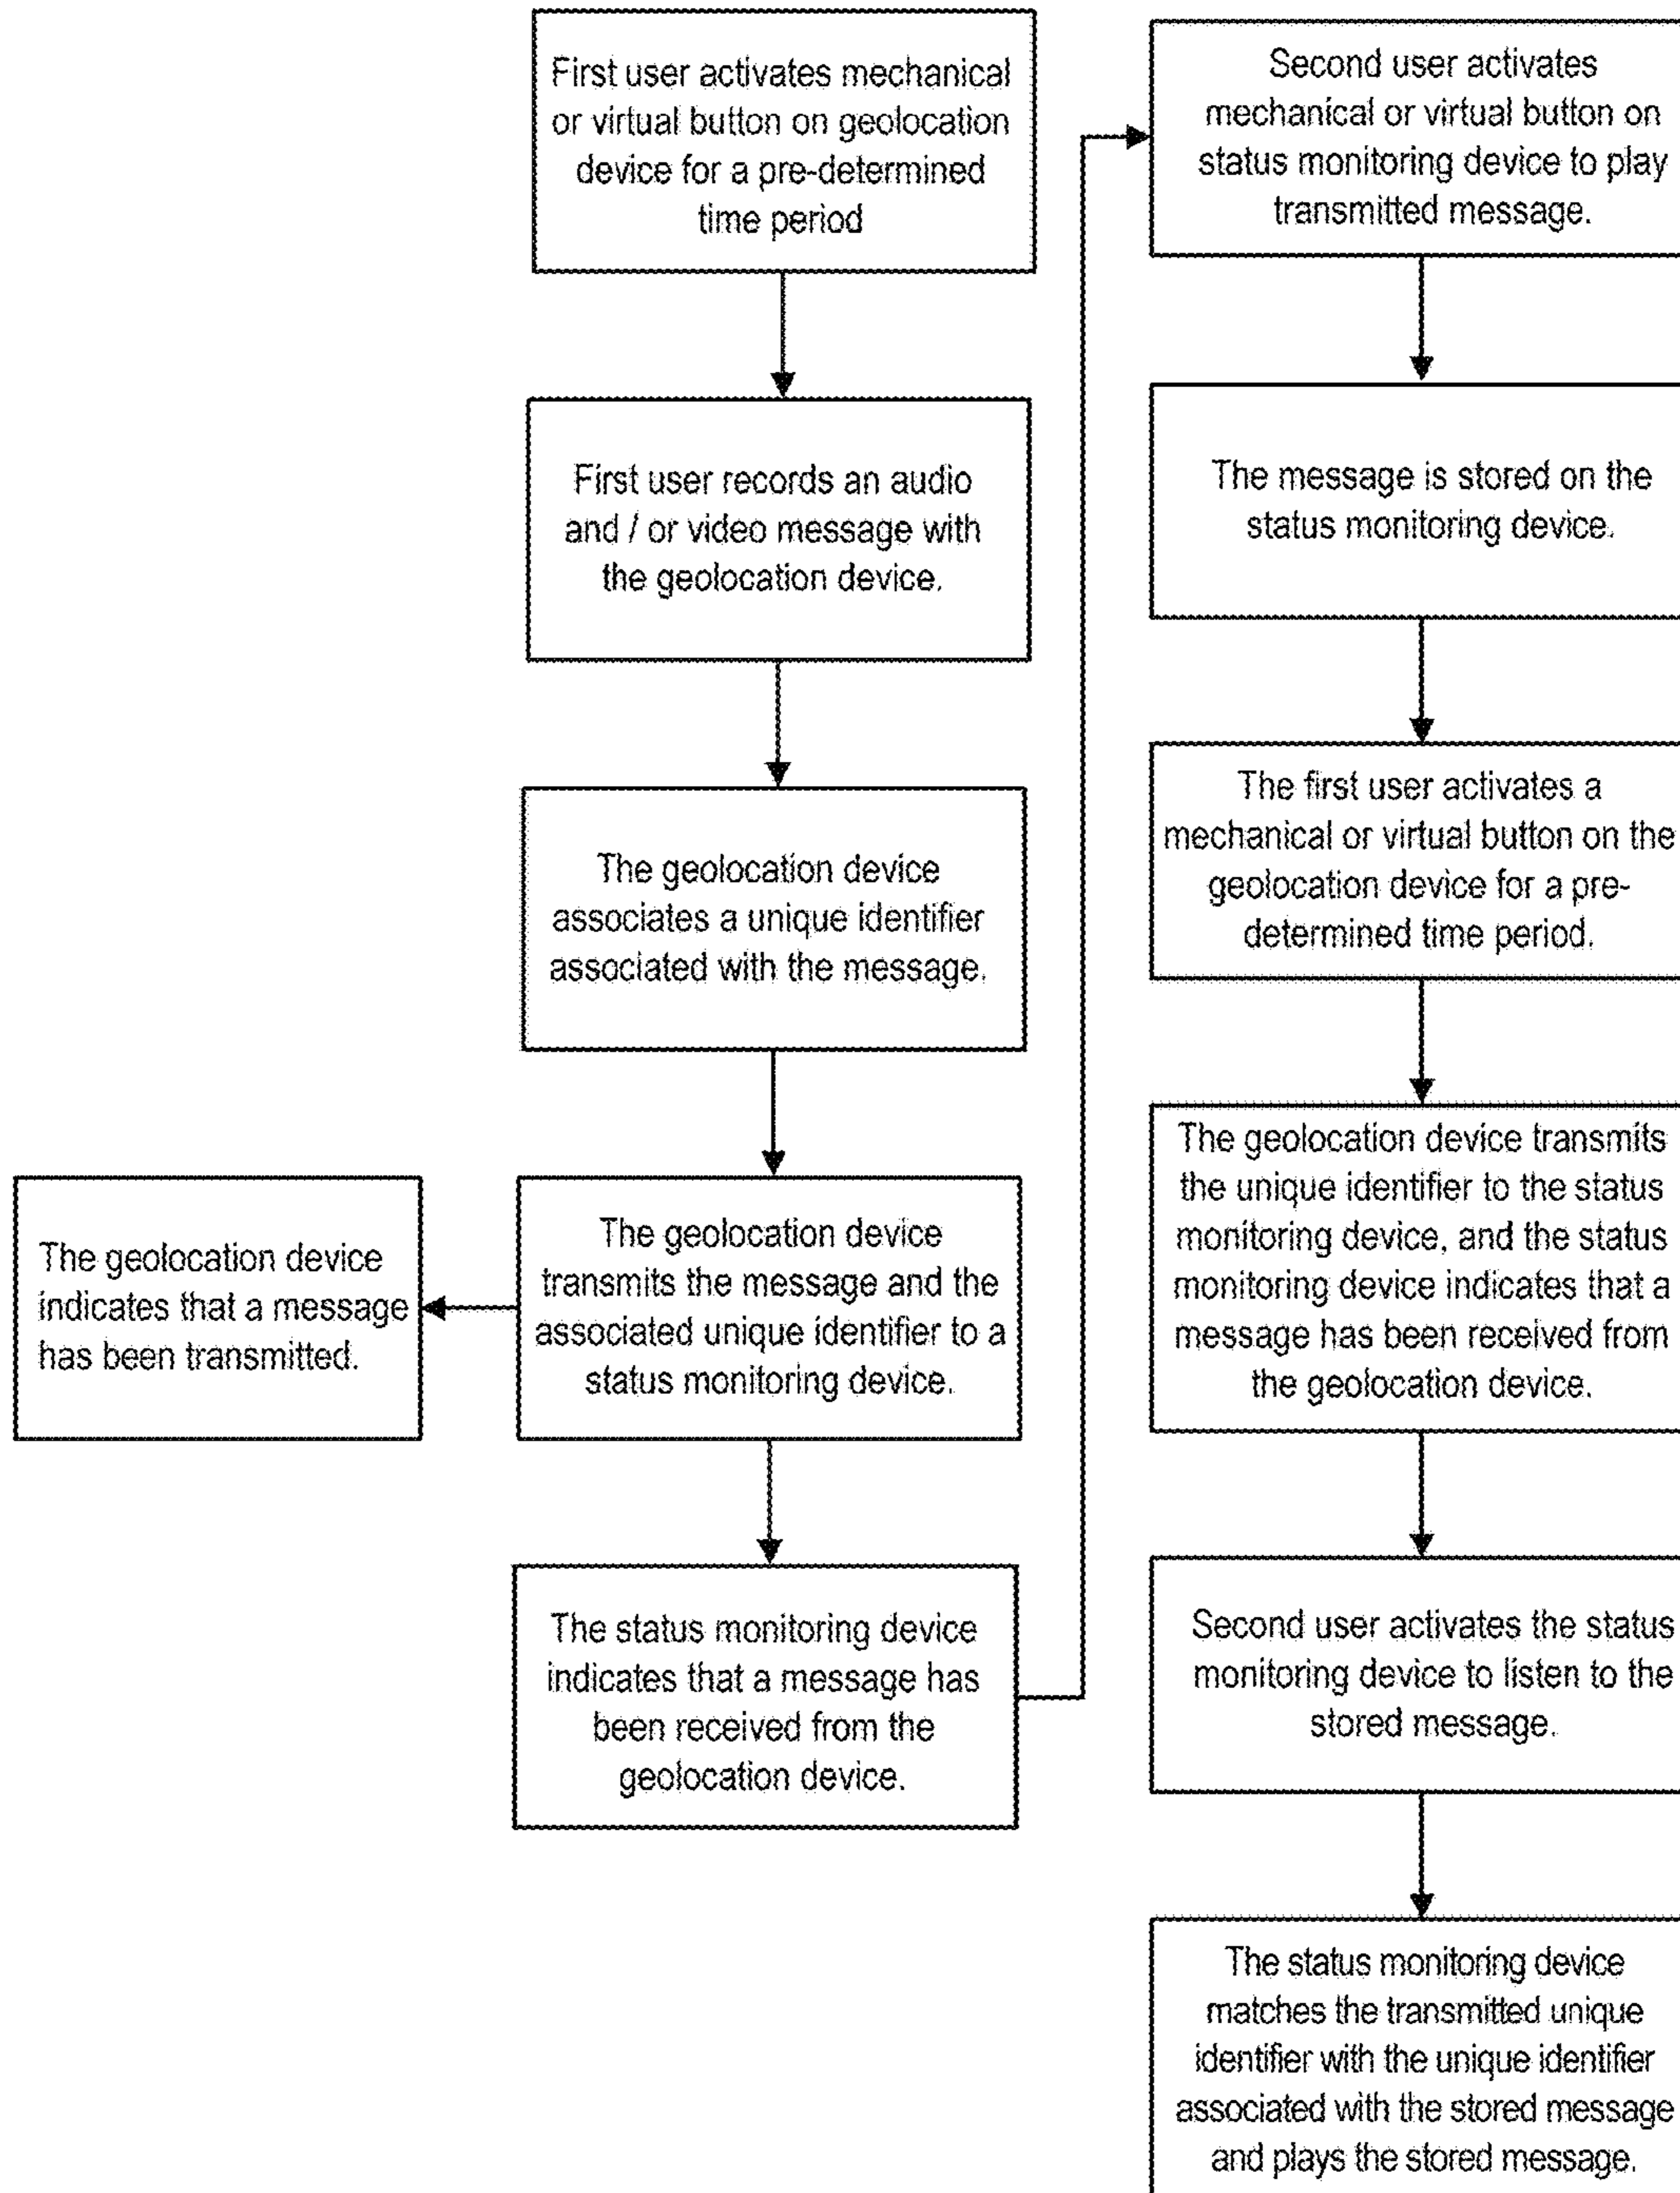 First user activates mechanical
or virtual button on geolocation
device for a pre-determined
time period
First user records an audio
and / or video message with
the geolocation device.
The geolocation device
associates a unique identifier
associated with the message.
The geolocation device
transmits the message and the
associated unique identifier to a
status monitoring device.
The geolocation device
indicates that a message
has been transmitted.
The status monitoring device
indicates that a message has
been received from the
geolocation device.
Second user activates
mechanical or virtual button on
status monitoring device to play
transmitted message.
The message is stored on the
status monitoring device.
The first user activates a
mechanical or virtual button on the
geolocation device for a pre-
determined time period.
The geolocation device transmits
the unique identifier to the status
monitoring device, and the status
monitoring device indicates that a
message has been received from
the geolocation device.
Second user activates the status
monitoring device to listen to the
stored message.
The status monitoring device
matches the transmitted unique
identifier with the unique identifier
associated with the stored message
and plays the stored message.